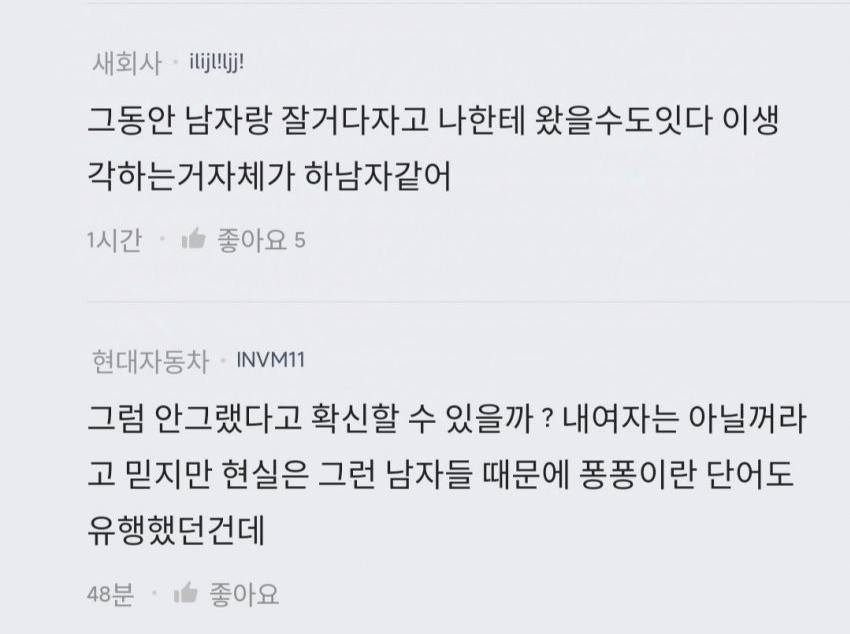 새회사 · ilijl!ljj!
그동안 남자랑 잘거다자고 나한테 왔을수도잇다 이생
각하는거자체가 하남자같어
1시간 · 좋아요 5
현대자동차 · INVM11
그럼 안그랬다고 확신할 수 있을까 ? 내여자는 아닐꺼라
고 믿지만 현실은 그런 남자들 때문에 퐁퐁이란 단어도
유행했던건데
48분 · 좋아요